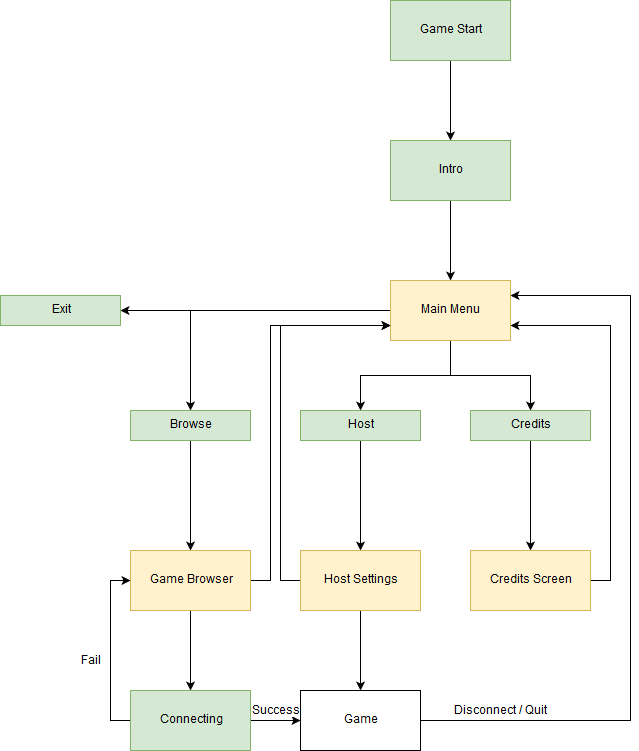 Game Start
Intro
Exit
Main Menu
Browse
Host
Credits
Game Browser
Host Settings
Credits Screen
Fail
Connecting
Success
Game
Disconnect / Quit